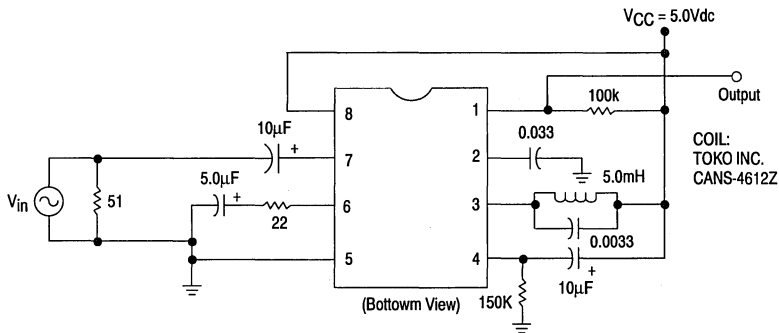 VCC = 5.0Vdc
8
1
100k
Output
10μF
+
0.033
COIL:
TOKO INC.
CANS-4612Z
7
2
5.0μF
+
5.0mH
Vin
51
6
3
22
0.0033
5
4
+
10μF
150K
(Bottowm View)